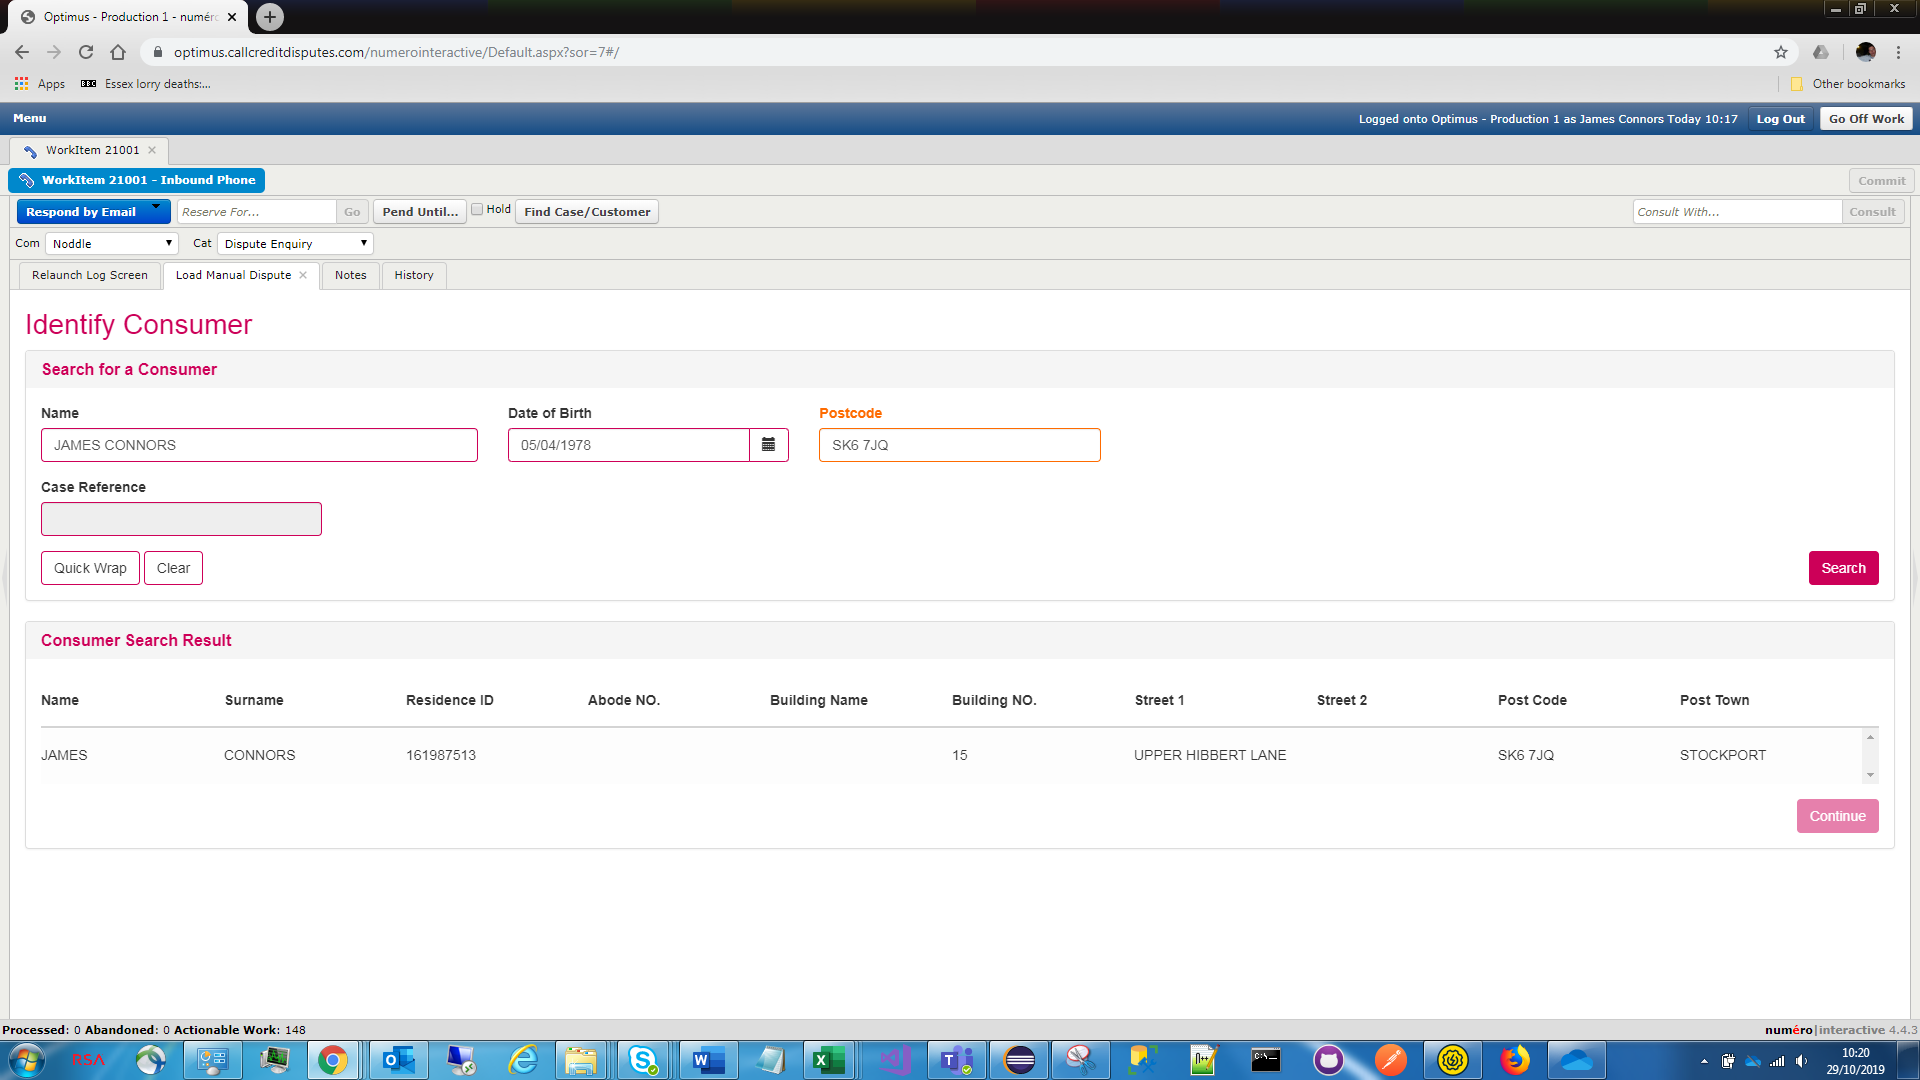 Optimus - Production 1 - numéro
optimus.callcreditdisputes.com/numerointeractive/Default.aspx?sor=7#/
Apps
BBC
Essex lorry deaths:...
Other bookmarks
Menu
Logged onto Optimus - Production 1 as James Connors Today 10:17
Log Out
Go Off Work
WorkItem 21001
WorkItem 21001 - Inbound Phone
Commit
Respond by Email
Reserve For...
Go
Pend Until...
Hold
Find Case/Customer
Consult With...
Consult
Com
Noddle
Cat
Dispute Enquiry
Relaunch Log Screen
Load Manual Dispute
Notes
History
Identify Consumer
Search for a Consumer
Name
Date of Birth
Postcode
JAMES CONNORS
05/04/1978
SK6 7JQ
Case Reference
Quick Wrap
Clear
Search
Consumer Search Result
Name Surname Residence ID Abode NO. Building Name Building NO. Street 1 Street 2 Post Code Post Town
JAMES CONNORS 161987513 15 UPPER HIBBERT LANE SK6 7JQ STOCKPORT
Continue
Processed: 0 Abandoned: 0 Actionable Work: 148
numéro|interactive 4.4.3
RSA
10:20
29/10/2019